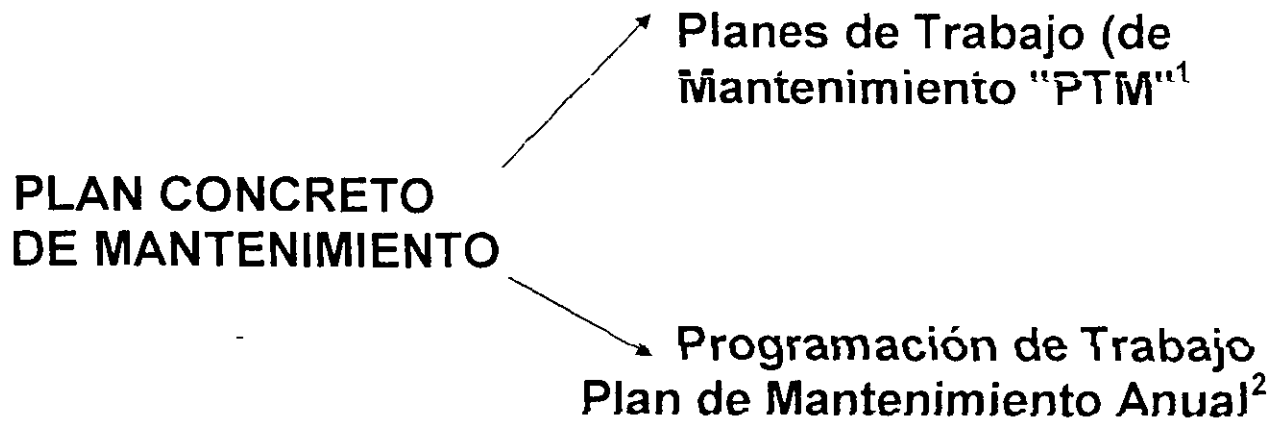 Planes de Trabajo (de
Mantenimiento "PTM"¹
PLAN CONCRETO
DE MANTENIMIENTO
Programación de Trabajo
Plan de Mantenimiento Anual²